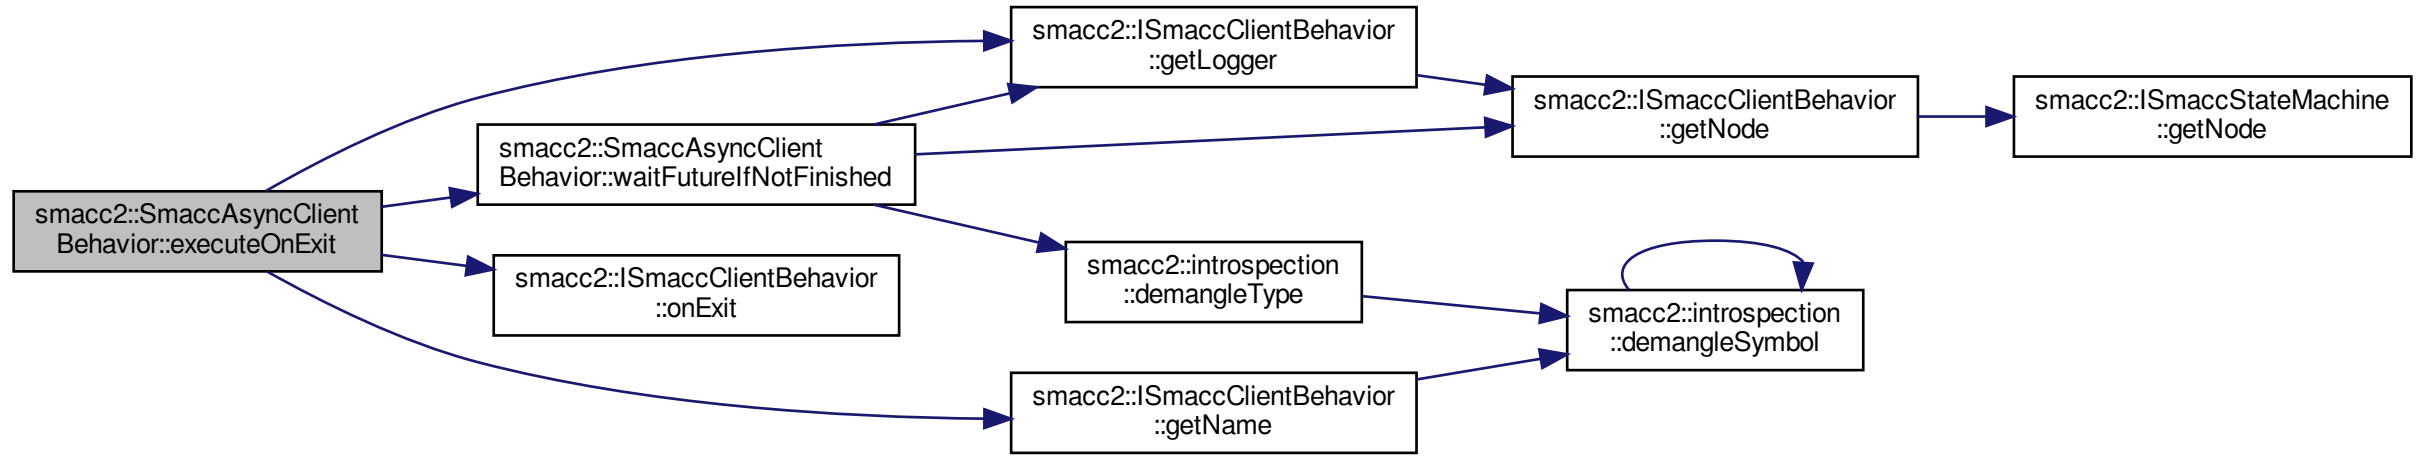 smacc2::SmaccAsyncClient
Behavior::executeOnExit
smacc2::ISmaccClientBehavior
::getLogger
smacc2::SmaccAsyncClient
Behavior::waitFutureIfNotFinished
smacc2::ISmaccClientBehavior
::getNode
smacc2::ISmaccStateMachine
::getNode
smacc2::ISmaccClientBehavior
::onExit
smacc2::introspection
::demangleType
smacc2::introspection
::demangleSymbol
smacc2::ISmaccClientBehavior
::getName